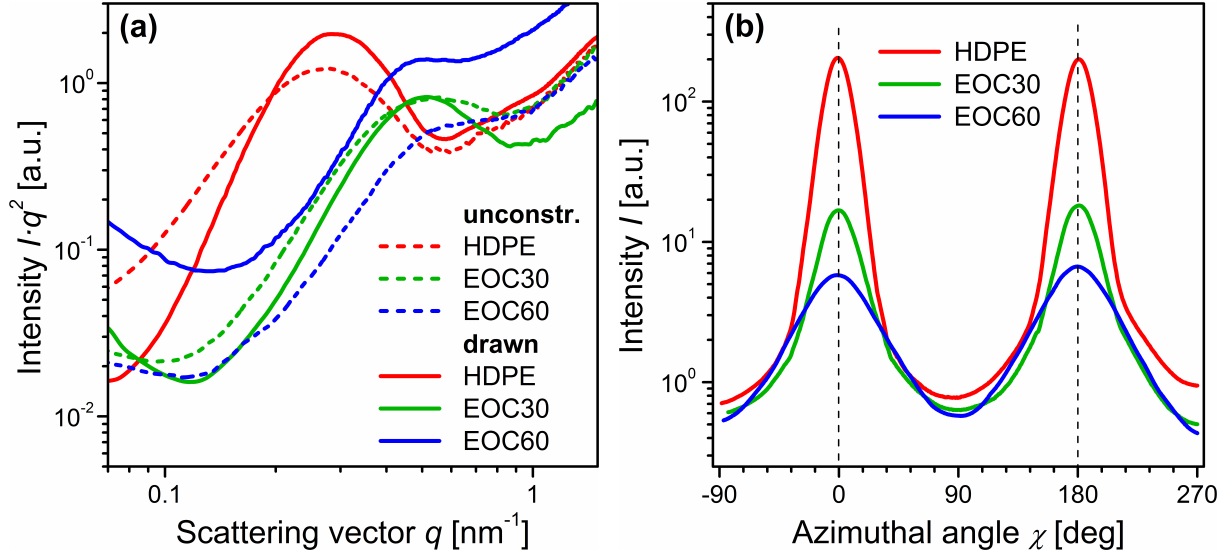 (a)
Intensity I·q² [a.u.]
10⁰
10⁻¹
10⁻²
unconstr.
HDPE
EOC30
EOC60
drawn
HDPE
EOC30
EOC60
0.1
1
Scattering vector q [nm⁻¹]
(b)
HDPE
EOC30
EOC60
Intensity I [a.u.]
10²
10¹
10⁰
-90
0
90
180
270
Azimuthal angle χ [deg]